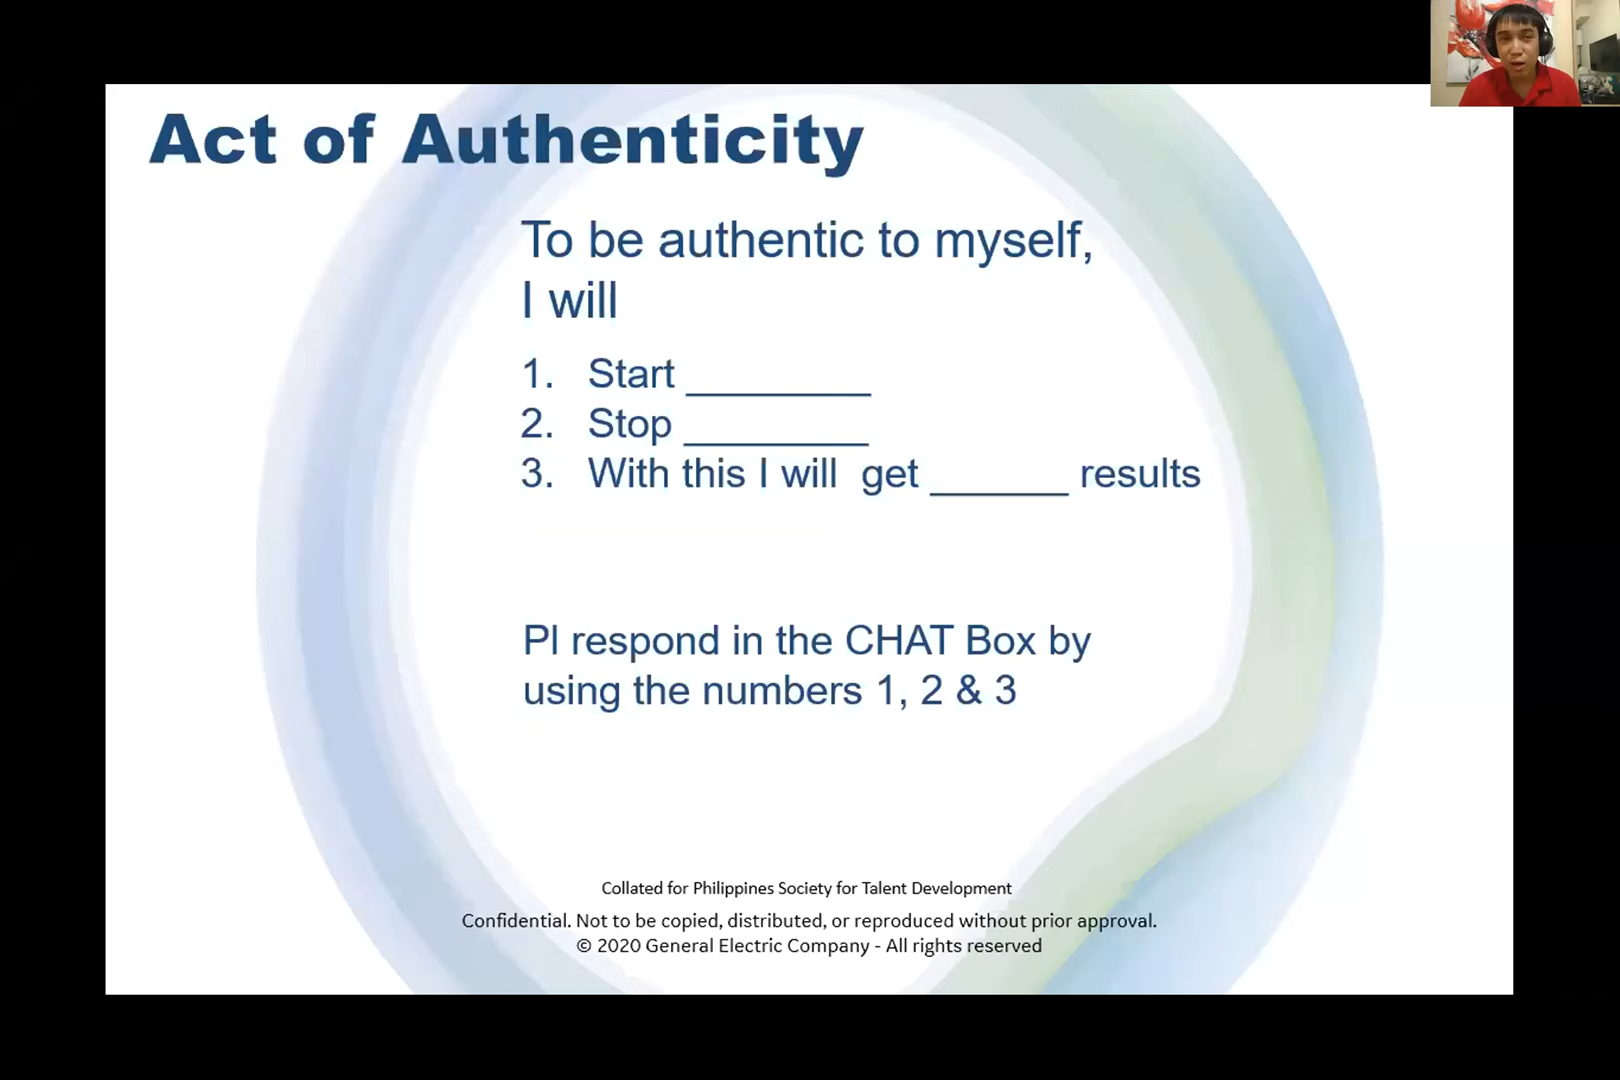 Act of Authenticity
To be authentic to myself,
I will
1. Start ________
2. Stop ________
3. With this I will get ______ results
Pl respond in the CHAT Box by
using the numbers 1, 2 & 3
Collated for Philippines Society for Talent Development
Confidential. Not to be copied, distributed, or reproduced without prior approval.
© 2020 General Electric Company - All rights reserved